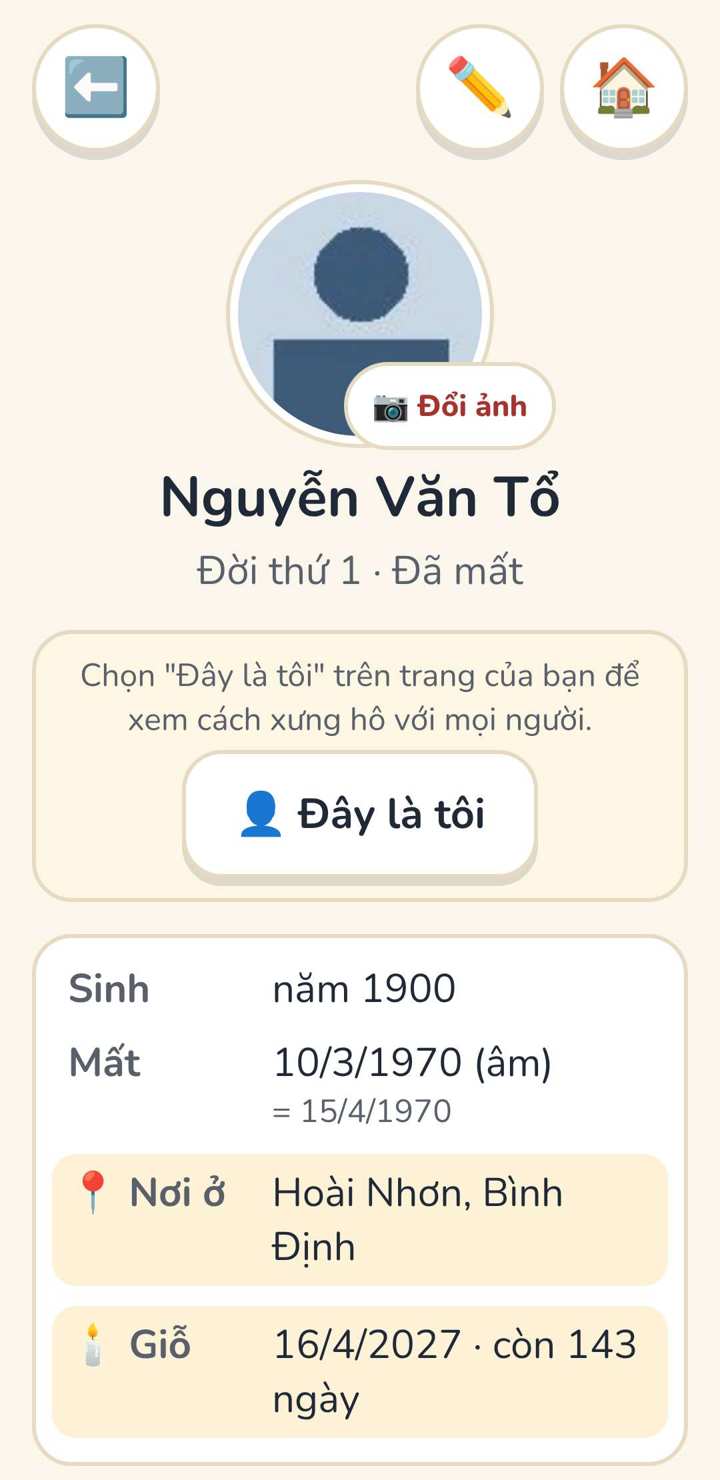 Đổi ảnh
Nguyễn Văn Tổ
Đời thứ 1 · Đã mất
Chọn "Đây là tôi" trên trang của bạn để
xem cách xưng hô với mọi người.
Đây là tôi
Sinh năm 1900
Mất 10/3/1970 (âm)
= 15/4/1970
Nơi ở Hoài Nhơn, Bình
Định
Giỗ 16/4/2027 · còn 143
ngày